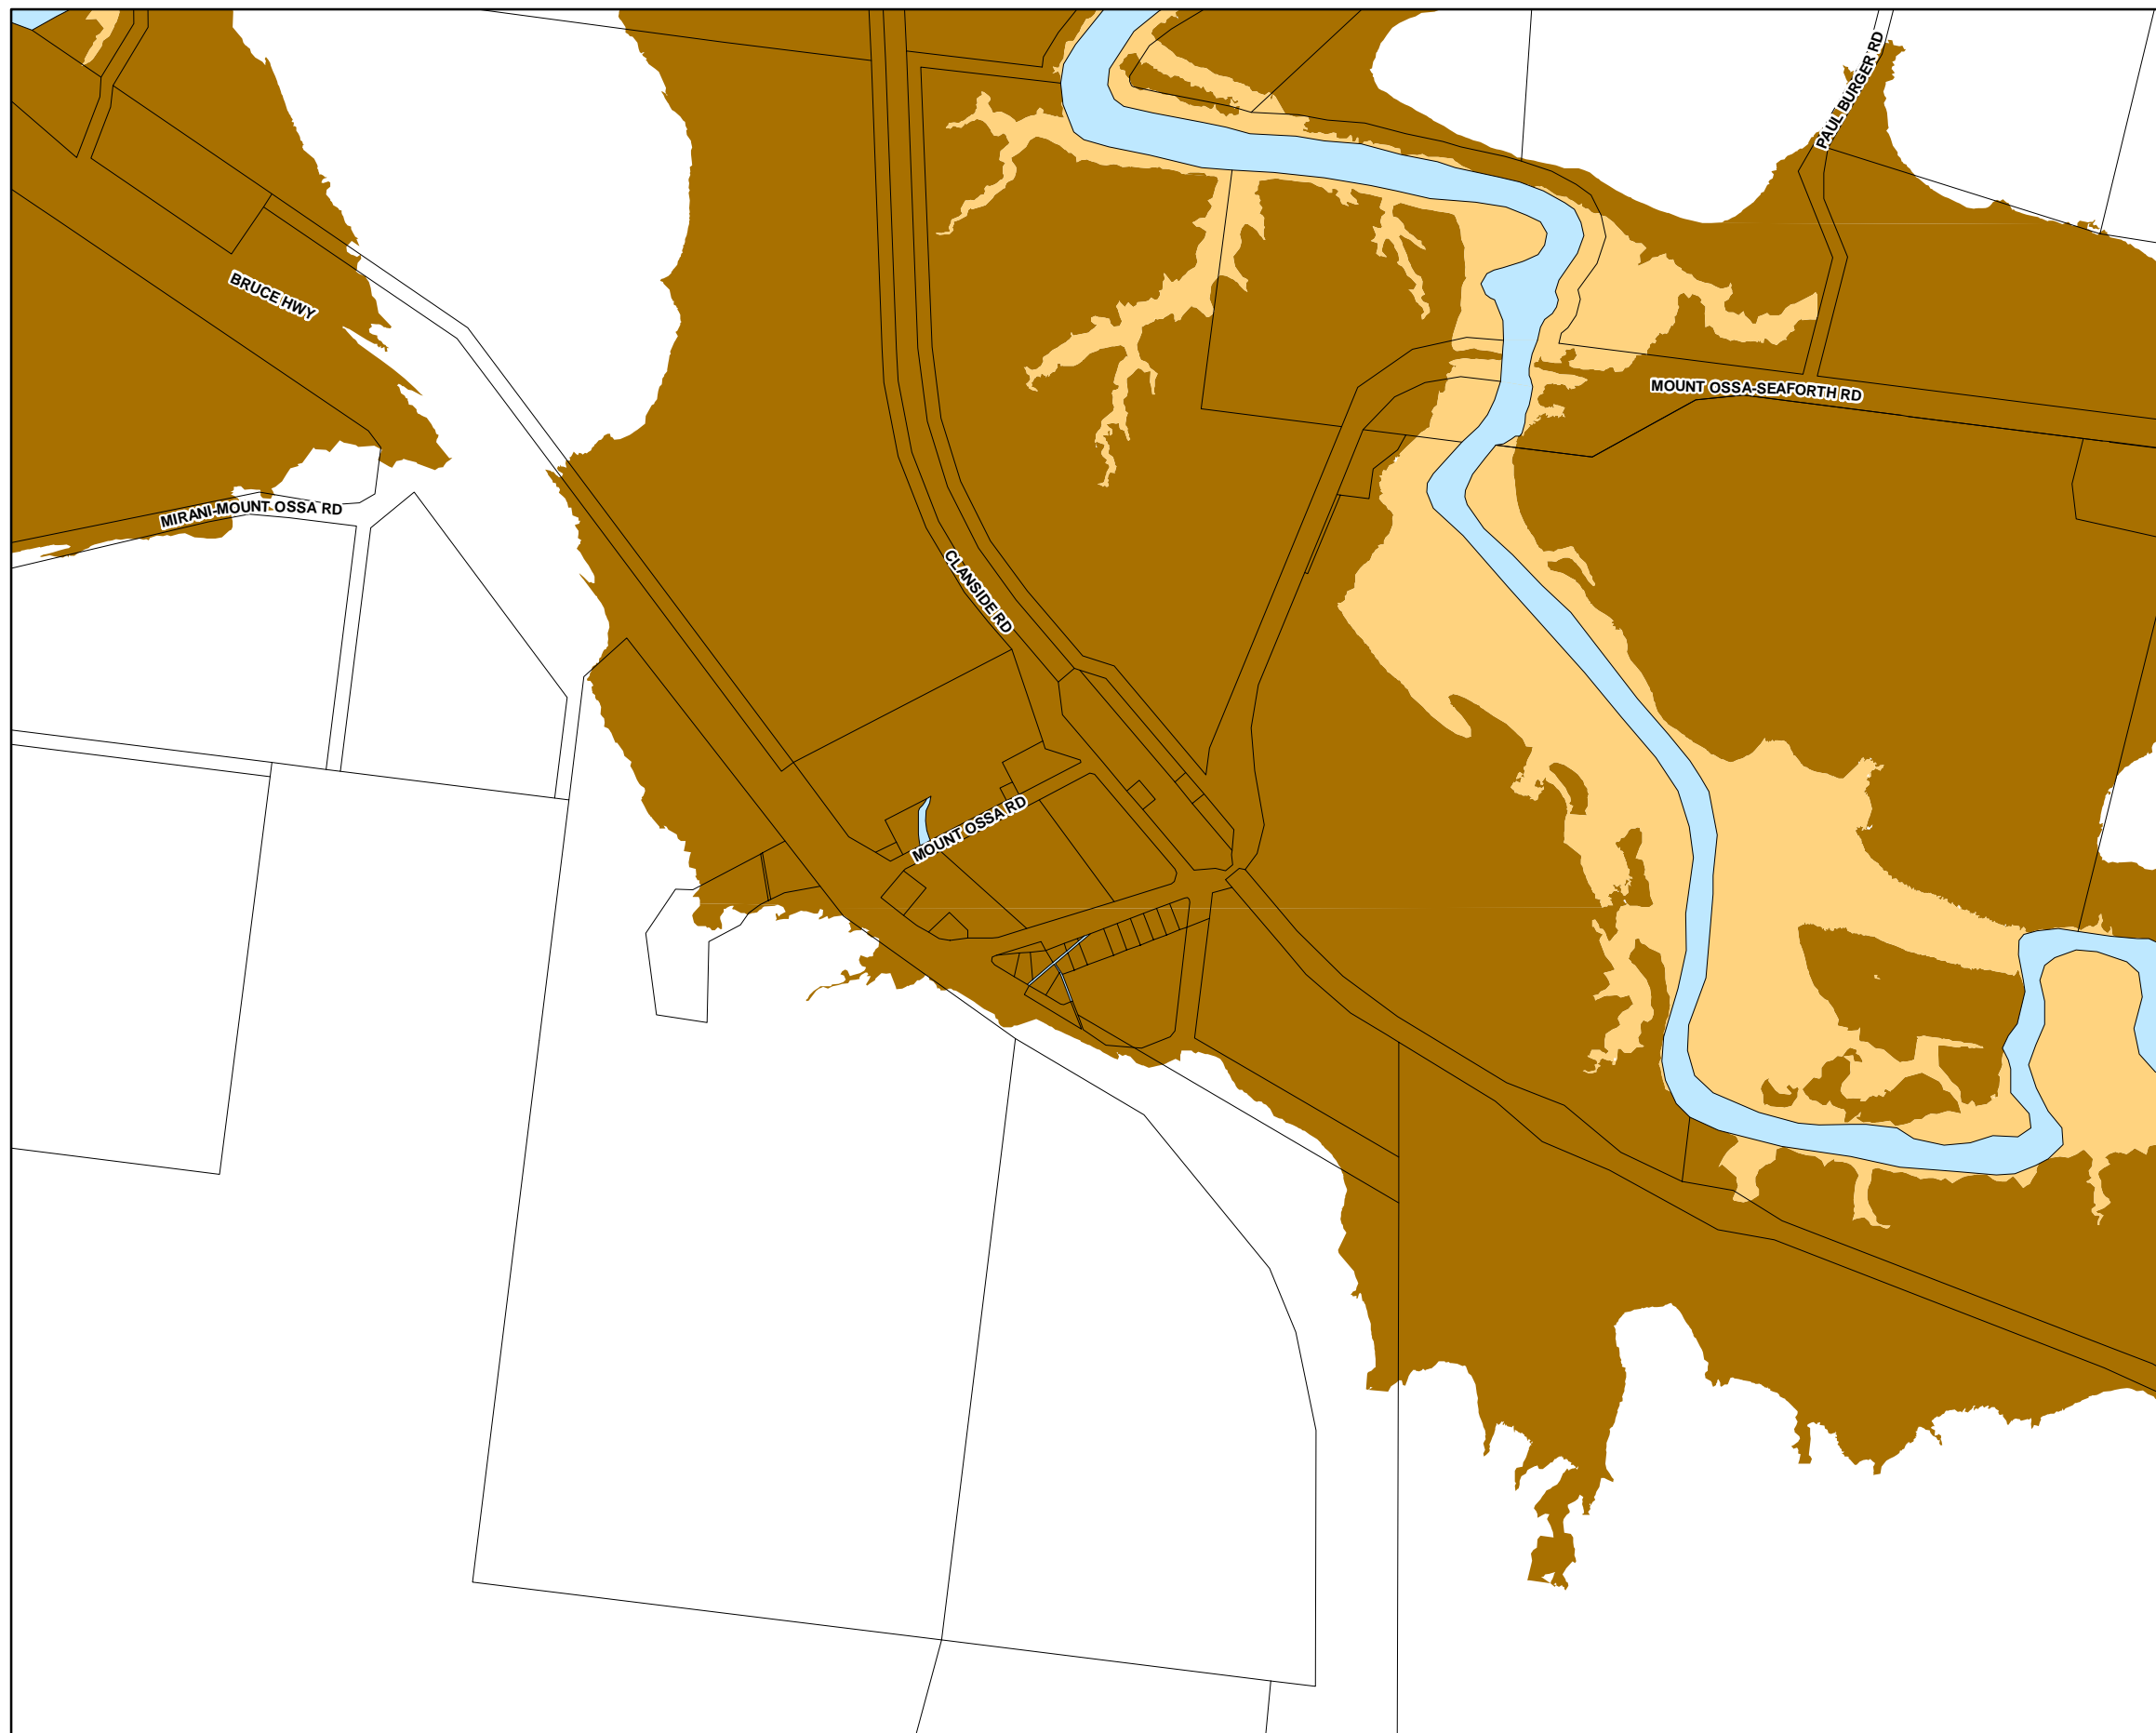 PAUL BURGER RD
BRUCE HWY
MOUNT OSSA-SEAFORTH RD
MIRANI-MOUNT OSSA RD
CLANSIDE RD
MOUNT OSSA RD